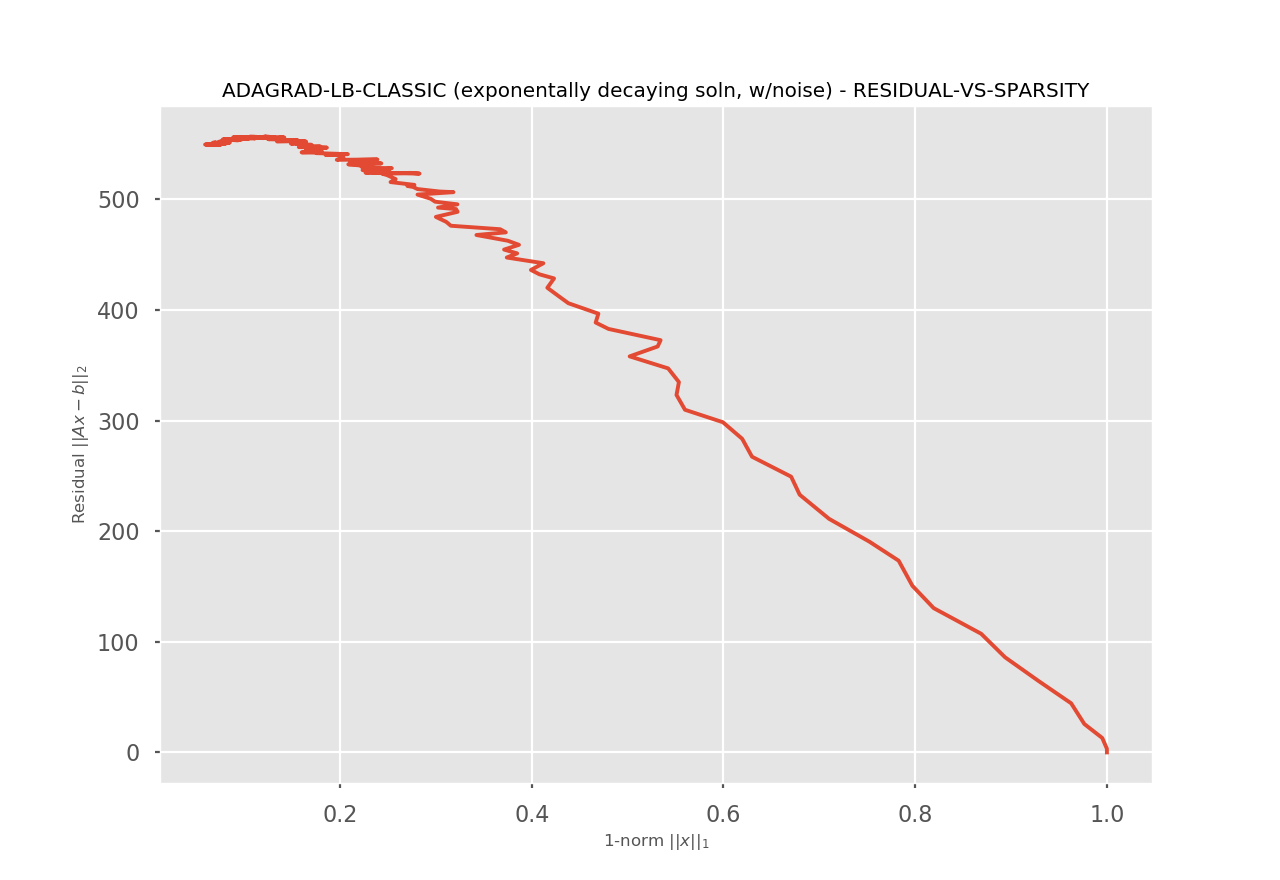 ADAGRAD-LB-CLASSIC (exponentially decaying soln, w/noise) - RESIDUAL-VS-SPARSITY
Residual ||Ax − b||₂
500
400
300
200
100
0
0.2 0.4 0.6 0.8 1.0
1-norm ||x||₁